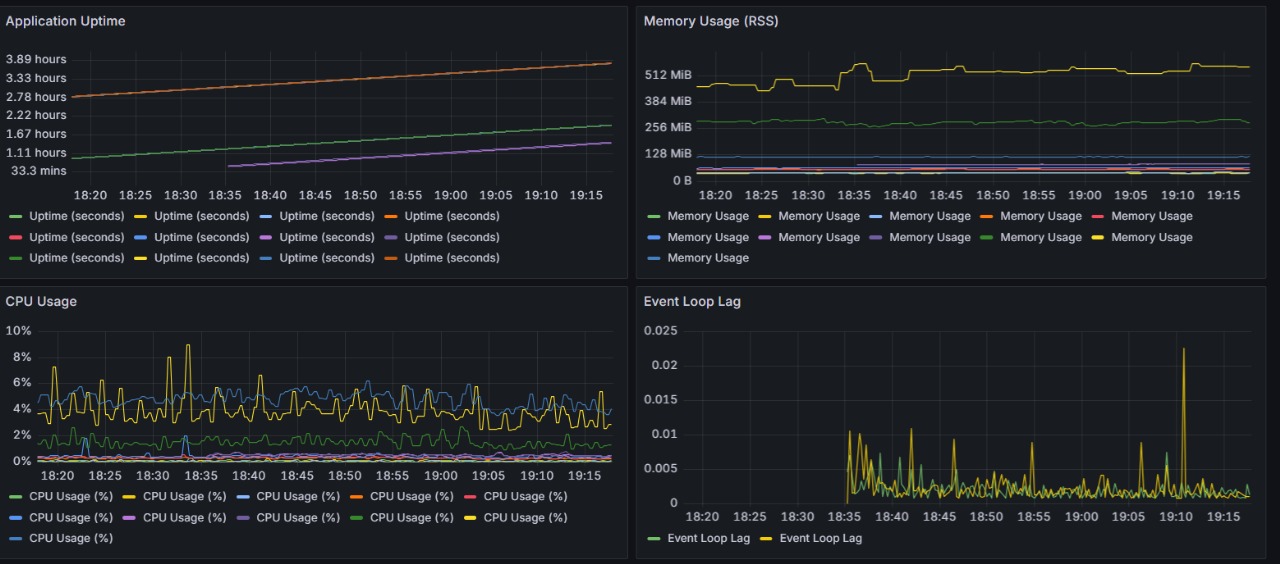 Application Uptime
3.89 hours
3.33 hours
2.78 hours
2.22 hours
1.67 hours
1.11 hours
33.3 mins
18:20 18:25 18:30 18:35 18:40 18:45 18:50 18:55 19:00 19:05 19:10 19:15
Uptime (seconds) Uptime (seconds) Uptime (seconds) Uptime (seconds)
Uptime (seconds) Uptime (seconds) Uptime (seconds) Uptime (seconds)
Uptime (seconds) Uptime (seconds) Uptime (seconds) Uptime (seconds)
Memory Usage (RSS)
512 MiB
384 MiB
256 MiB
128 MiB
0 B
18:20 18:25 18:30 18:35 18:40 18:45 18:50 18:55 19:00 19:05 19:10 19:15
Memory Usage Memory Usage Memory Usage Memory Usage Memory Usage
Memory Usage Memory Usage Memory Usage Memory Usage Memory Usage
Memory Usage
CPU Usage
10%
8%
6%
4%
2%
0%
18:20 18:25 18:30 18:35 18:40 18:45 18:50 18:55 19:00 19:05 19:10 19:15
CPU Usage (%) CPU Usage (%) CPU Usage (%) CPU Usage (%) CPU Usage (%)
CPU Usage (%) CPU Usage (%) CPU Usage (%) CPU Usage (%) CPU Usage (%)
CPU Usage (%)
Event Loop Lag
0.025
0.02
0.015
0.01
0.005
0
18:20 18:25 18:30 18:35 18:40 18:45 18:50 18:55 19:00 19:05 19:10 19:15
Event Loop Lag Event Loop Lag